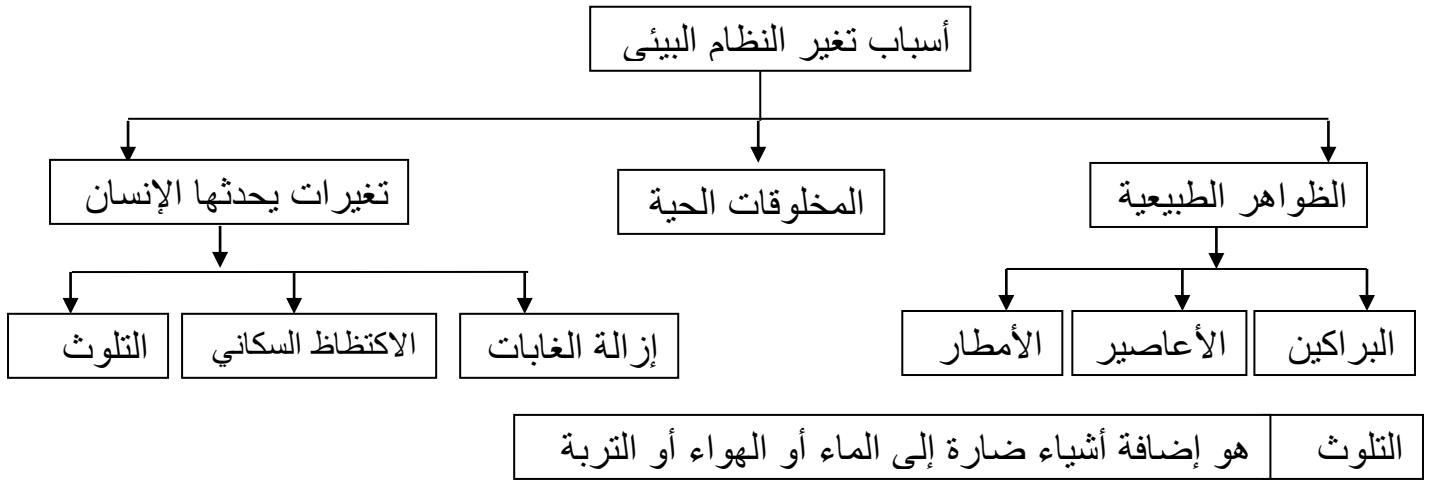 أسباب تغير النظام البيئى
الظواهر الطبيعية
المخلوقات الحية
تغيرات يحدثها الإنسان
البراكين
الأعاصير
الأمطار
إزالة الغابات
الاكتظاظ السكاني
التلوث
التلوث هو إضافة أشياء ضارة إلى الماء أو الهواء أو التربة